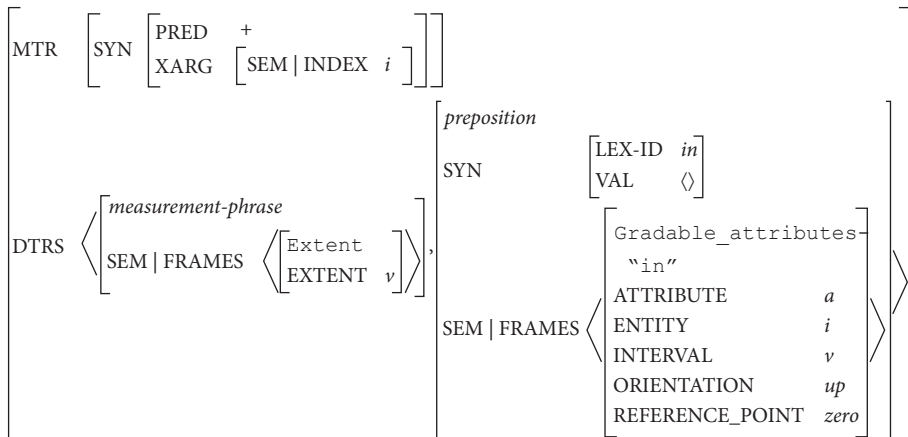 MTR SYN PRED +
XARG SEM | INDEX i
preposition
SYN LEX-ID in
VAL ⟨⟩
DTRS measurement-phrase
SEM | FRAMES Extent
EXTENT v ,
SEM | FRAMES Gradable_attributes-
“in”
ATTRIBUTE a
ENTITY i
INTERVAL v
ORIENTATION up
REFERENCE_POINT zero